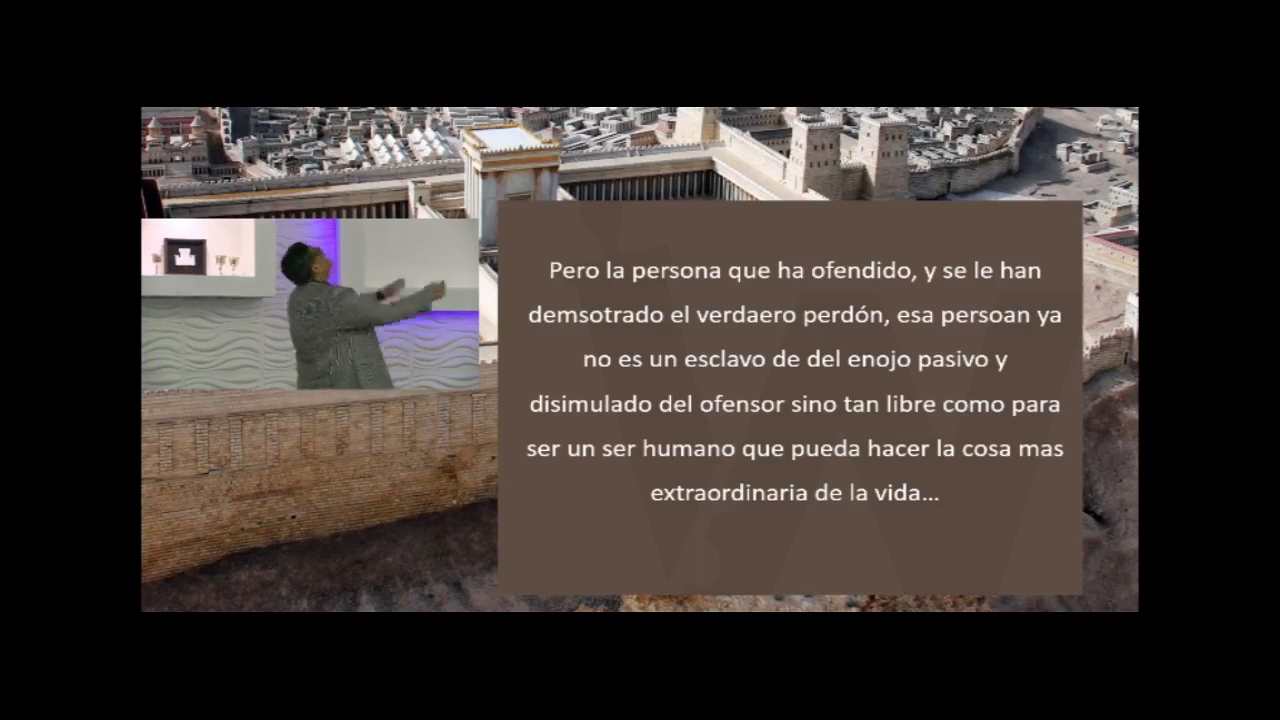 Pero la persona que ha ofendido, y se le han
demsotrado el verdaero perdón, esa persoan ya
no es un esclavo de del enojo pasivo y
disimulado del ofensor sino tan libre como para
ser un ser humano que pueda hacer la cosa mas
extraordinaria de la vida...